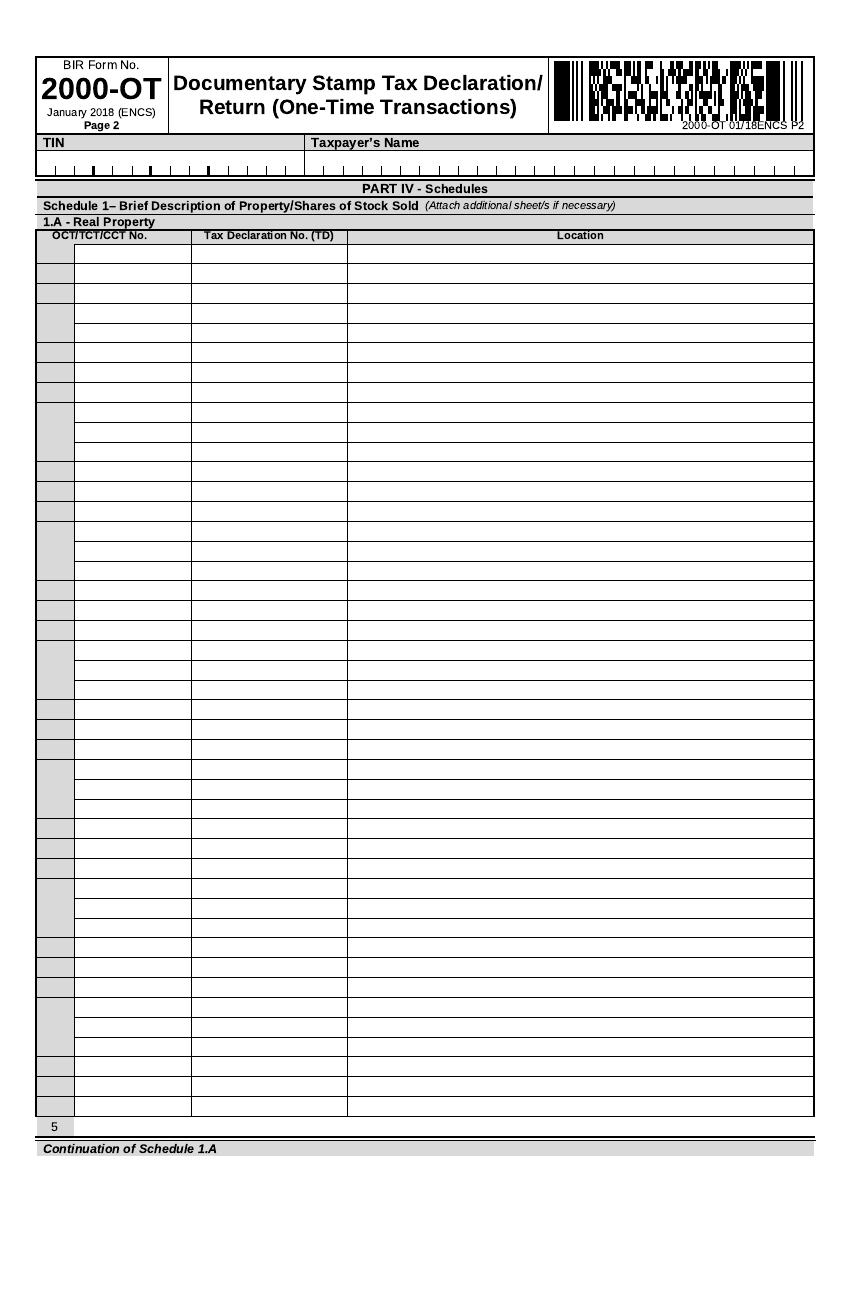 BIR Form No.
2000-OT
January 2018 (ENCS)
Page 2
Documentary Stamp Tax Declaration/
Return (One-Time Transactions)
2000-OT 01/18ENCS P2
TIN
Taxpayer's Name
PART IV - Schedules
Schedule 1– Brief Description of Property/Shares of Stock Sold (Attach additional sheet/s if necessary)
1.A - Real Property
OCT/TCT/CCT No. Tax Declaration No. (TD) Location
5
Continuation of Schedule 1.A